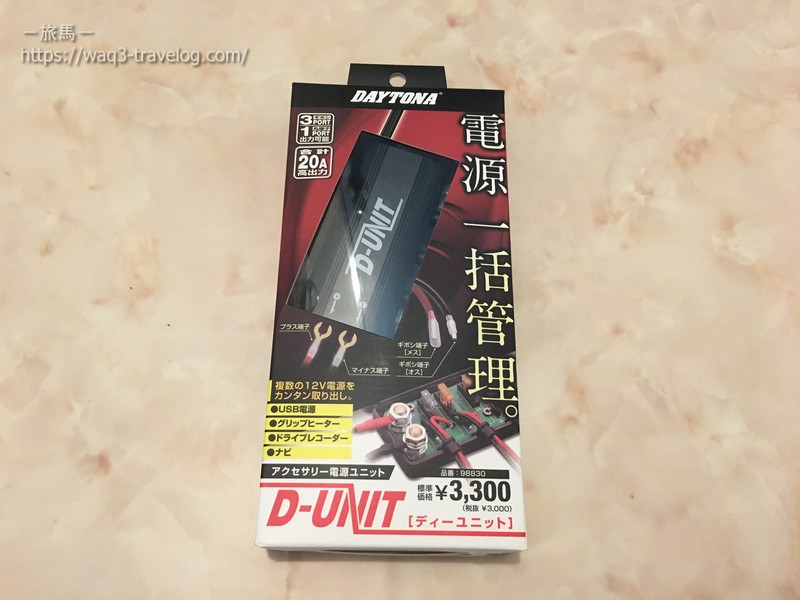 －旅馬－
https://waq3-travelog.com/
DAYTONA
電源一括管理。
3 PORT
1 PORT
出力可能
合計
20A
高出力
D-UNIT
プラス端子
マイナス端子
ギボシ端子
[メス]
ギボシ端子
[オス]
複数の12V電源を
カンタン取り出し。
●USB電源
●グリップヒーター
●ドライブレコーダー
●ナビ
アクセサリー電源ユニット
品番：98830
標準
価格
¥3,300
(税抜 ¥3,000)
D-UNIT
[ディーユニット]